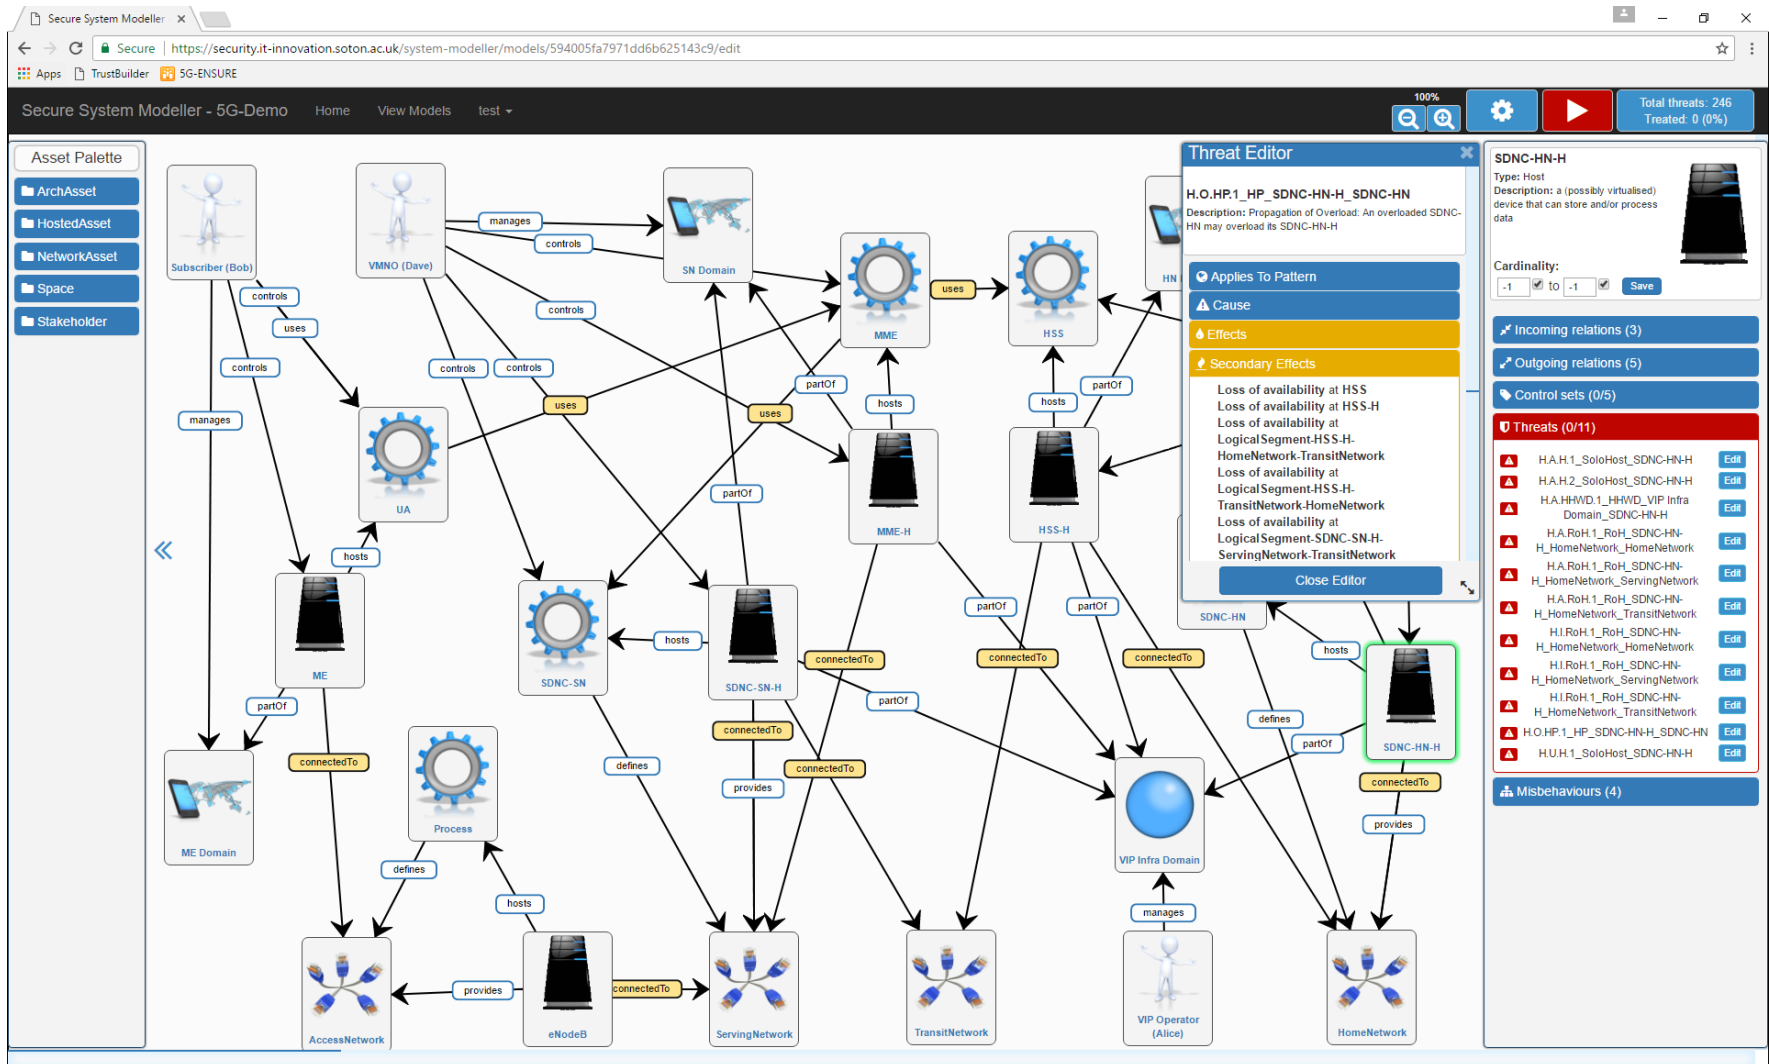 Secure System Modeller
Secure
https://security.it-innovation.soton.ac.uk/system-modeller/models/594005fa7971dd6b625143c9/edit
Apps
TrustBuilder
5G-ENSURE
Secure System Modeller - 5G-Demo
Home
View Models
test
100%
Total threats: 246
Treated: 0 (0%)
Asset Palette
ArchAsset
HostedAsset
NetworkAsset
Space
Stakeholder
Subscriber (Bob)
VMNO (Dave)
SN Domain
MME
HSS
HN
manages
controls
controls
uses
controls
uses
controls
controls
controls
partOf
partOf
uses
uses
hosts
hosts
manages
UA
MME-H
HSS-H
partOf
hosts
ME
SDNC-SN
hosts
SDNC-SN-H
partOf
partOf
SDNC-HN
hosts
connectedTo
connectedTo
connectedTo
partOf
partOf
connectedTo
defines
partOf
SDNC-HN-H
connectedTo
defines
connectedTo
provides
connectedTo
provides
ME Domain
Process
VIP Infra Domain
defines
hosts
manages
provides
connectedTo
AccessNetwork
eNodeB
ServingNetwork
TransitNetwork
VIP Operator
(Alice)
HomeNetwork
Threat Editor
H.O.HP.1_HP_SDNC-HN-H_SDNC-HN
Description: Propagation of Overload: An overloaded SDNC-
HN may overload its SDNC-HN-H
Applies To Pattern
Cause
Effects
Secondary Effects
Loss of availability at HSS
Loss of availability at HSS-H
Loss of availability at
LogicalSegment-HSS-H-
HomeNetwork-TransitNetwork
Loss of availability at
LogicalSegment-HSS-H-
TransitNetwork-HomeNetwork
Loss of availability at
LogicalSegment-SDNC-SN-H-
ServingNetwork-TransitNetwork
Close Editor
SDNC-HN-H
Type: Host
Description: a (possibly virtualised)
device that can store and/or process
data
Cardinality:
-1 to -1 Save
Incoming relations (3)
Outgoing relations (5)
Control sets (0/5)
Threats (0/11)
H.A.H.1_SoloHost_SDNC-HN-H Edit
H.A.H.2_SoloHost_SDNC-HN-H Edit
H.A.HHWD.1_HHWD_VIP Infra
Domain_SDNC-HN-H Edit
H.A.RoH.1_RoH_SDNC-HN-
H_HomeNetwork_HomeNetwork Edit
H.A.RoH.1_RoH_SDNC-HN-
H_HomeNetwork_ServingNetwork Edit
H.A.RoH.1_RoH_SDNC-HN-
H_HomeNetwork_TransitNetwork Edit
H.I.RoH.1_RoH_SDNC-HN-
H_HomeNetwork_HomeNetwork Edit
H.I.RoH.1_RoH_SDNC-HN-
H_HomeNetwork_ServingNetwork Edit
H.I.RoH.1_RoH_SDNC-HN-
H_HomeNetwork_TransitNetwork Edit
H.O.HP.1_HP_SDNC-HN-H_SDNC-HN Edit
H.U.H.1_SoloHost_SDNC-HN-H Edit
Misbehaviours (4)